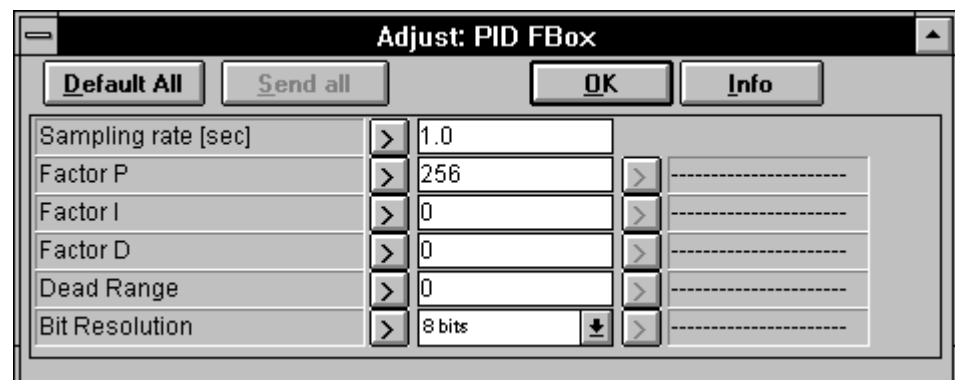 Adjust: PID FBox
Default All Send all OK Info
Sampling rate [sec] > 1.0
Factor P > 256 > ----------------------
Factor I > 0 > ----------------------
Factor D > 0 > ----------------------
Dead Range > 0 > ----------------------
Bit Resolution > 8 bits > ----------------------